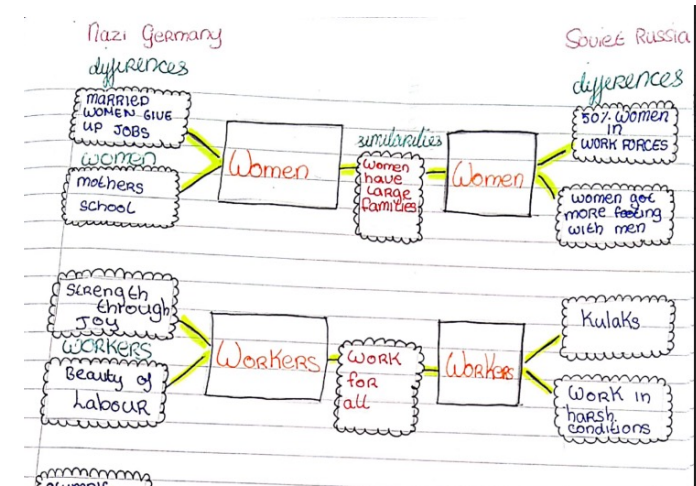 Nazi Germany
Soviet Russia
differences
differences
MARRIED
WOMEN GIVE
UP JOBS
women
mothers
school
Women
similarities
women
have
large
families
Women
50% women
in
WORK FORCES
women got
more footing
with men
Strength
through
Joy
WORKERS
Beauty of
Labour
Workers
Work
for
all
Workers
Kulaks
Work in
harsh
conditions